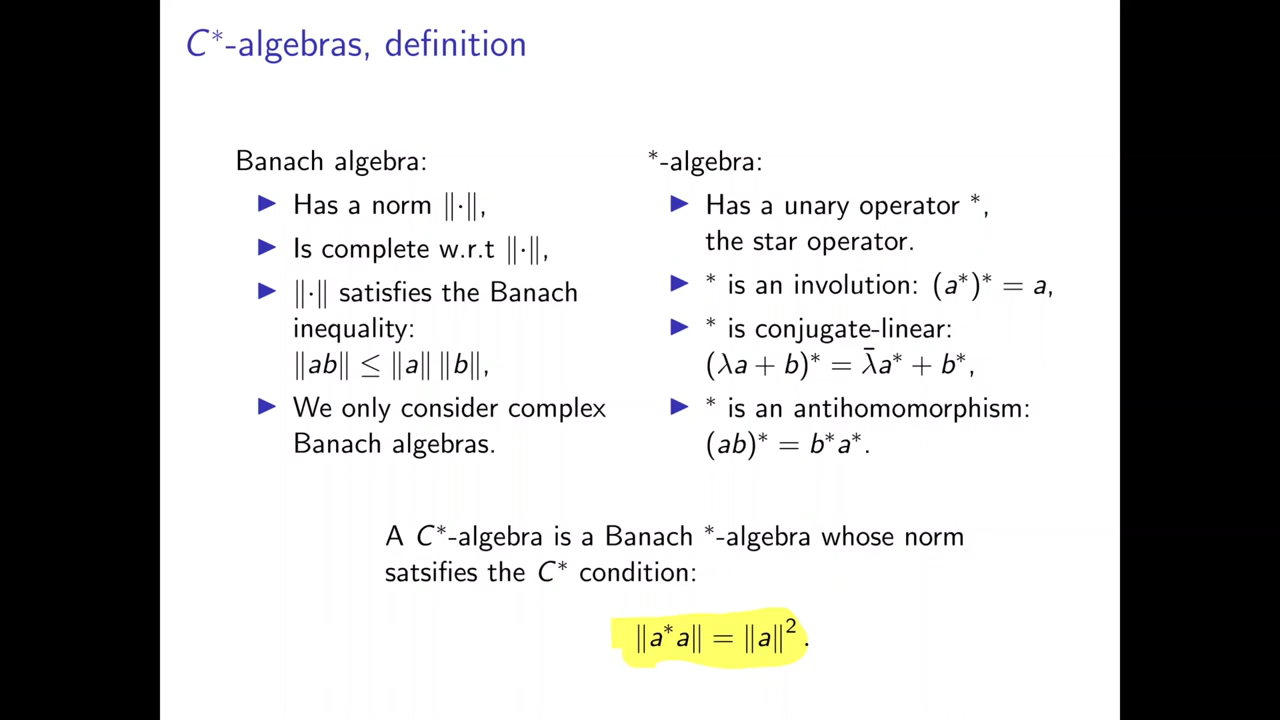 C*-algebras, definition
Banach algebra:
▶ Has a norm ‖·‖,
▶ Is complete w.r.t ‖·‖,
▶ ‖·‖ satisfies the Banach
inequality:
‖ab‖ ≤ ‖a‖ ‖b‖,
▶ We only consider complex
Banach algebras.
*-algebra:
▶ Has a unary operator *,
the star operator.
▶ * is an involution: (a*)* = a,
▶ * is conjugate-linear:
(λa + b)* = λ̄a* + b*,
▶ * is an antihomomorphism:
(ab)* = b*a*.
A C*-algebra is a Banach *-algebra whose norm
satsifies the C* condition:
‖a*a‖ = ‖a‖².